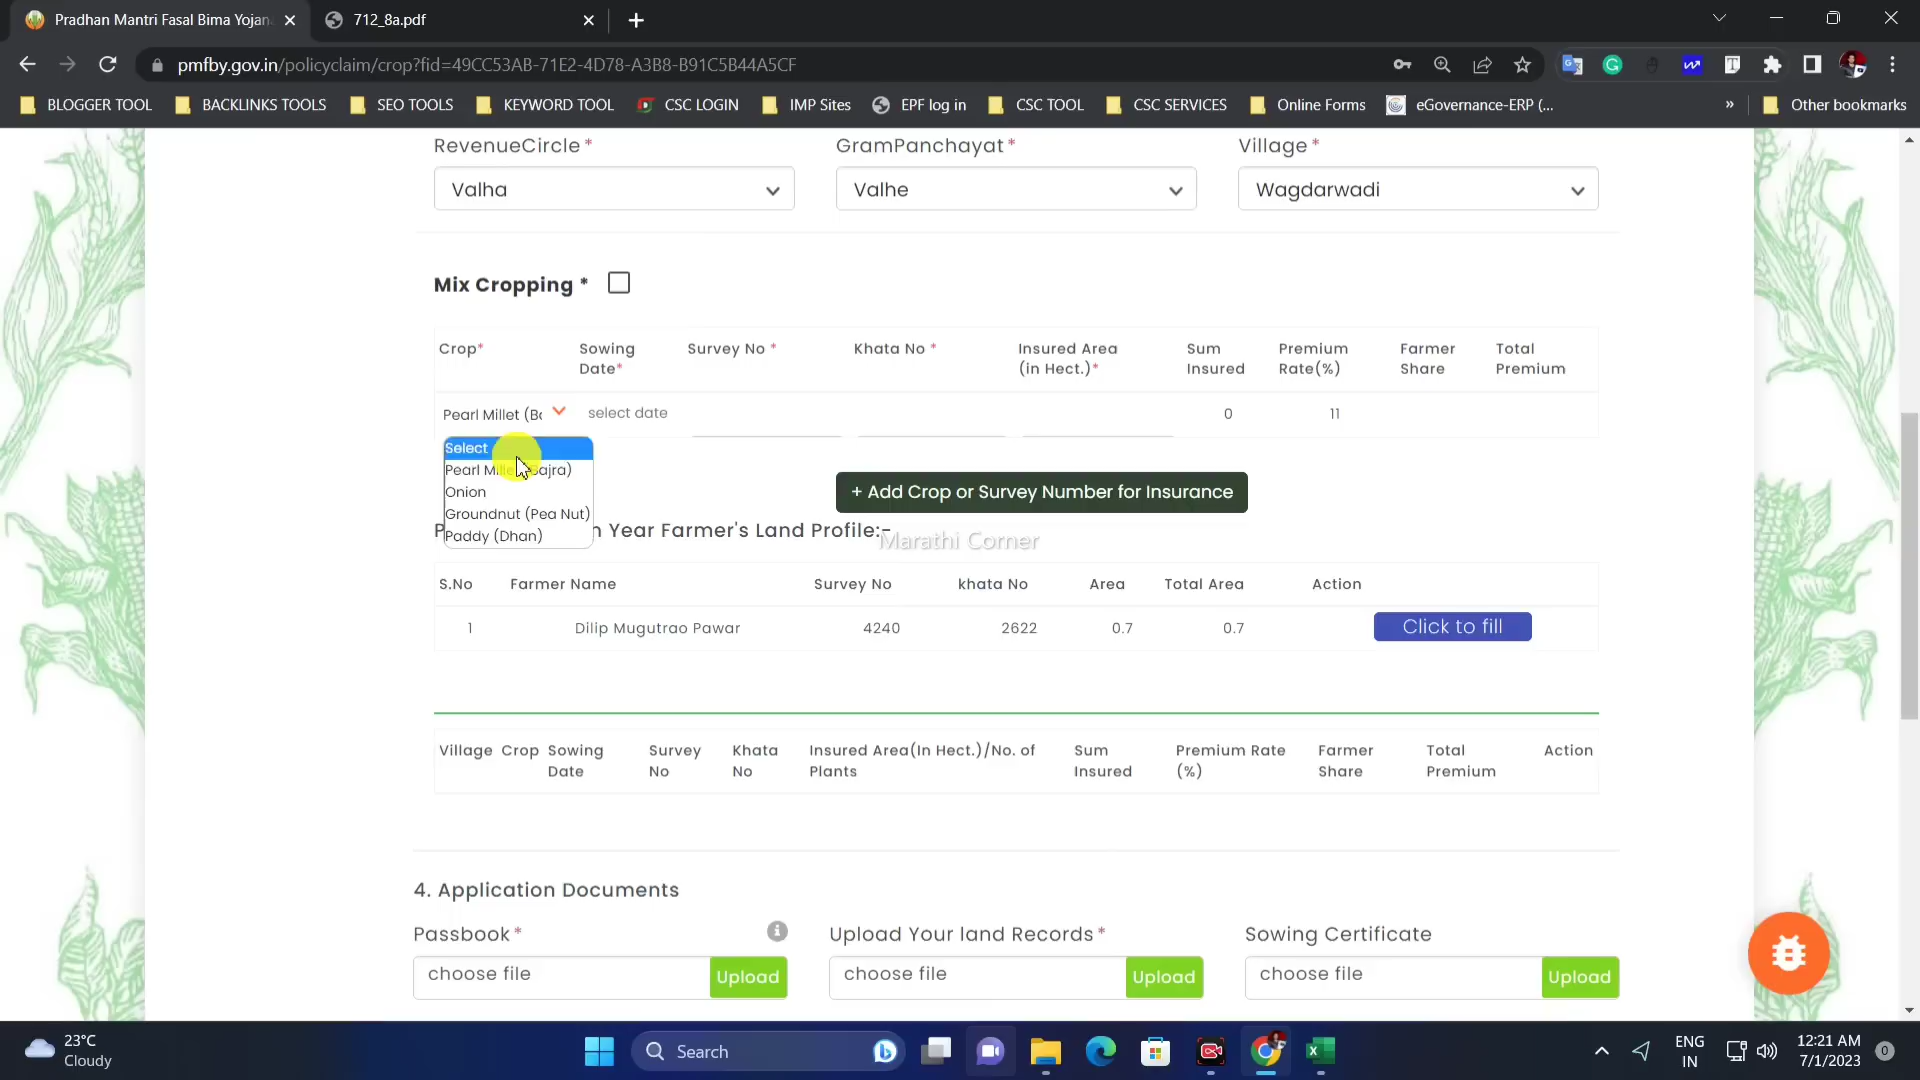 Pradhan Mantri Fasal Bima Yojan
712_8a.pdf
pmfby.gov.in/policyclaim/crop?fid=49CC53AB-71E2-4D78-A3B8-B91C5B44A5CF
BLOGGER TOOL BACKLINKS TOOLS SEO TOOLS KEYWORD TOOL CSC LOGIN IMP Sites EPF log in CSC TOOL CSC SERVICES Online Forms eGovernance-ERP (... » Other bookmarks
RevenueCircle* GramPanchayat* Village*
Valha Valhe Wagdarwadi
Mix Cropping *
Crop* Sowing Date* Survey No * Khata No * Insured Area (in Hect.)* Sum Insured Premium Rate(%) Farmer Share Total Premium
Pearl Millet (Ba select date 0 11
Select
Pearl Millet (Bajra)
Onion
Groundnut (Pea Nut)
Paddy (Dhan)
+ Add Crop or Survey Number for Insurance
Year Farmer's Land Profile:-
Marathi Corner
S.No Farmer Name Survey No khata No Area Total Area Action
1 Dilip Mugutrao Pawar 4240 2622 0.7 0.7 Click to fill
Village Crop Sowing Date Survey No Khata No Insured Area(In Hect.)/No. of Plants Sum Insured Premium Rate (%) Farmer Share Total Premium Action
4. Application Documents
Passbook* Upload Your land Records* Sowing Certificate
choose file Upload choose file Upload choose file Upload
23°C
Cloudy
Search
ENG
IN
12:21 AM
7/1/2023
0